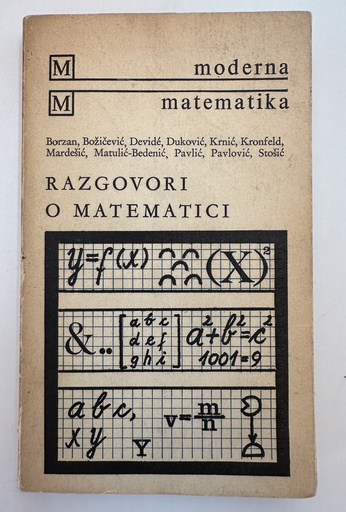 M moderna
M matematika
Borzan, Božičević, Devidé, Duković, Krnić, Kronfeld,
Mardešić, Matulić-Bedenić, Pavlić, Pavlović, Stošić
RAZGOVORI
O MATEMATICI
y=f(x) (X)²
&.. [a b c
d e f
g h i] a²+b²=c²
1001=9
a b c,
x y Y v=m/n